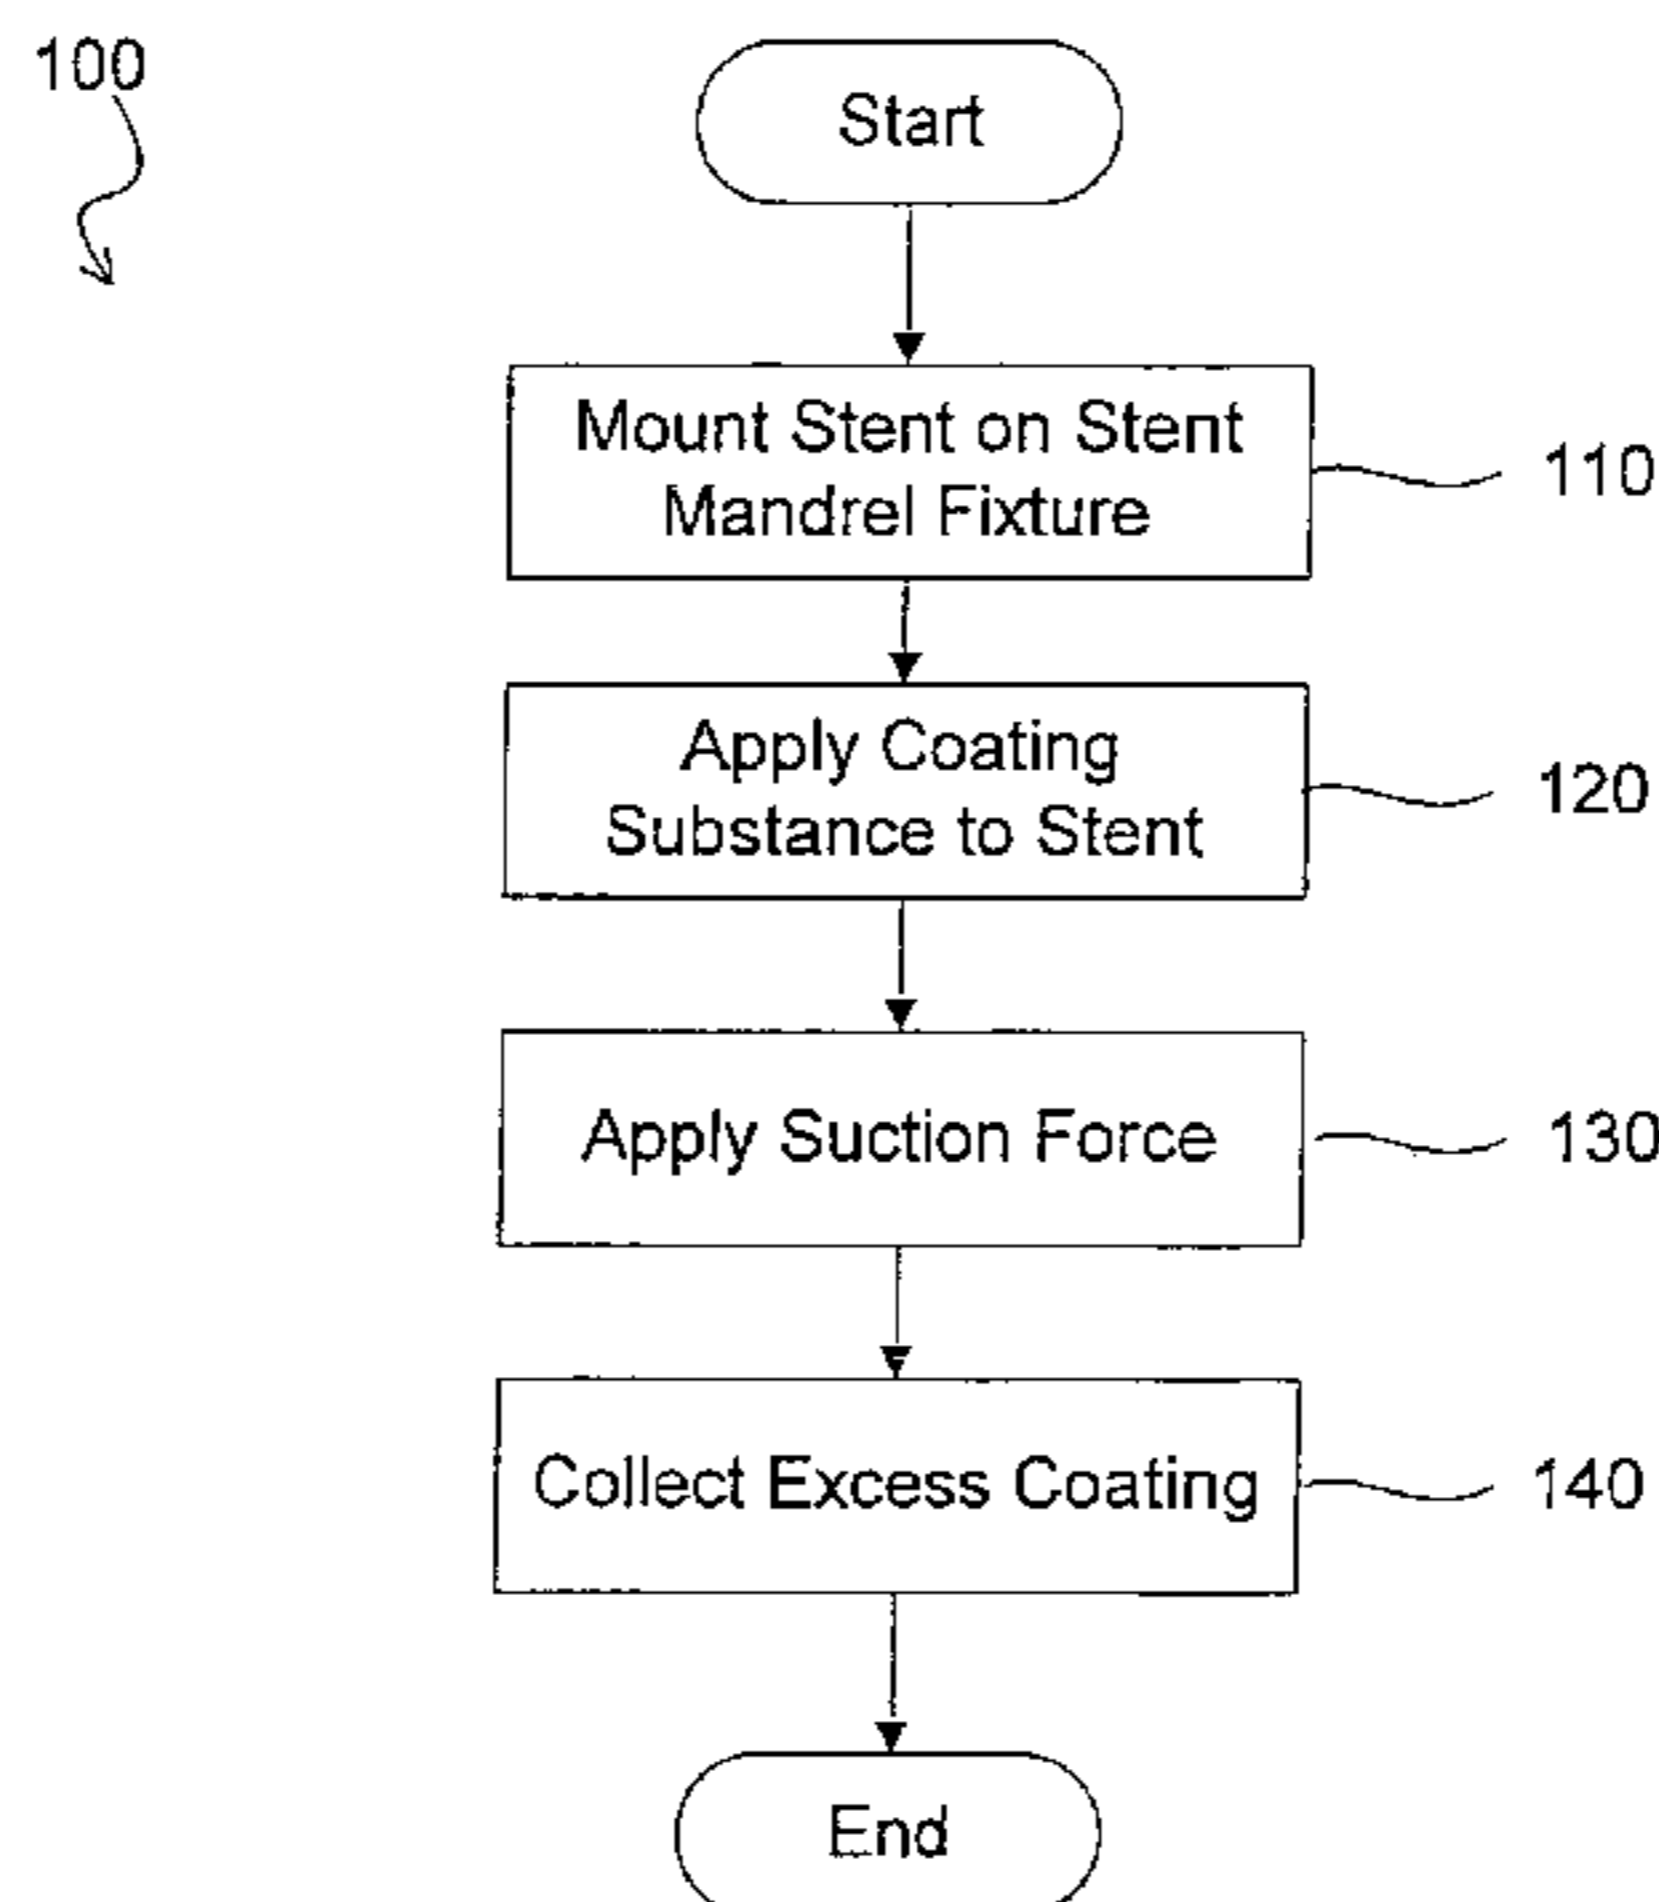 100
Start
Mount Stent on Stent
Mandrel Fixture
110
Apply Coating
Substance to Stent
120
Apply Suction Force
130
Collect Excess Coating
140
End